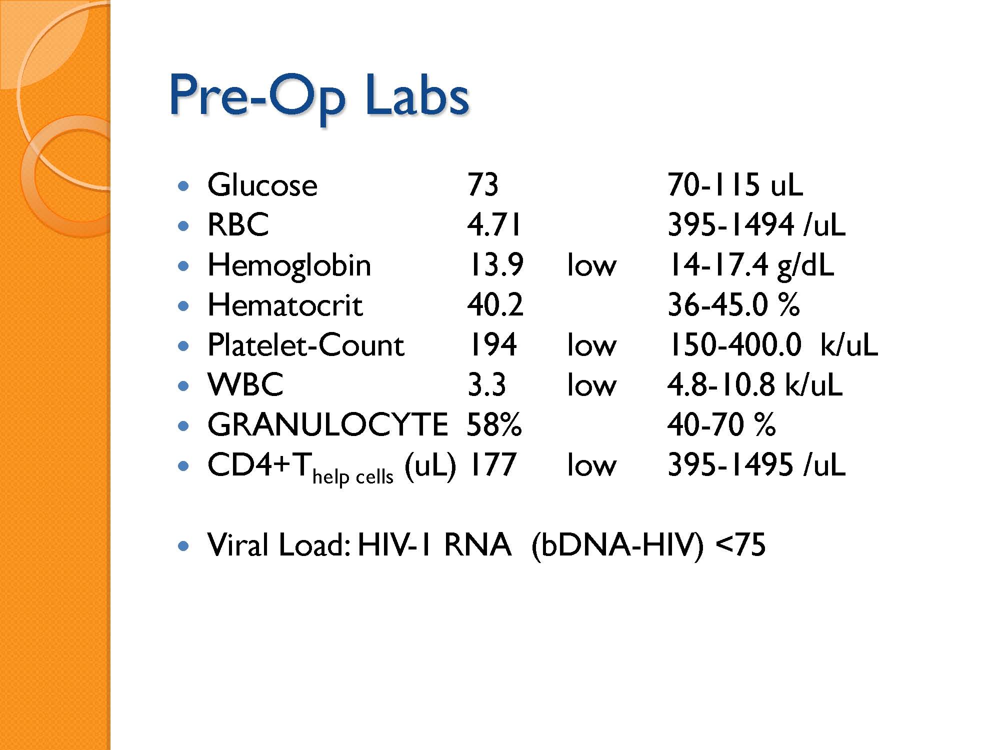 Pre-Op Labs
• Glucose 73 70-115 uL
• RBC 4.71 395-1494 /uL
• Hemoglobin 13.9 low 14-17.4 g/dL
• Hematocrit 40.2 36-45.0 %
• Platelet-Count 194 low 150-400.0 k/uL
• WBC 3.3 low 4.8-10.8 k/uL
• GRANULOCYTE 58% 40-70 %
• CD4+T help cells (uL) 177 low 395-1495 /uL
• Viral Load: HIV-1 RNA (bDNA-HIV) <75